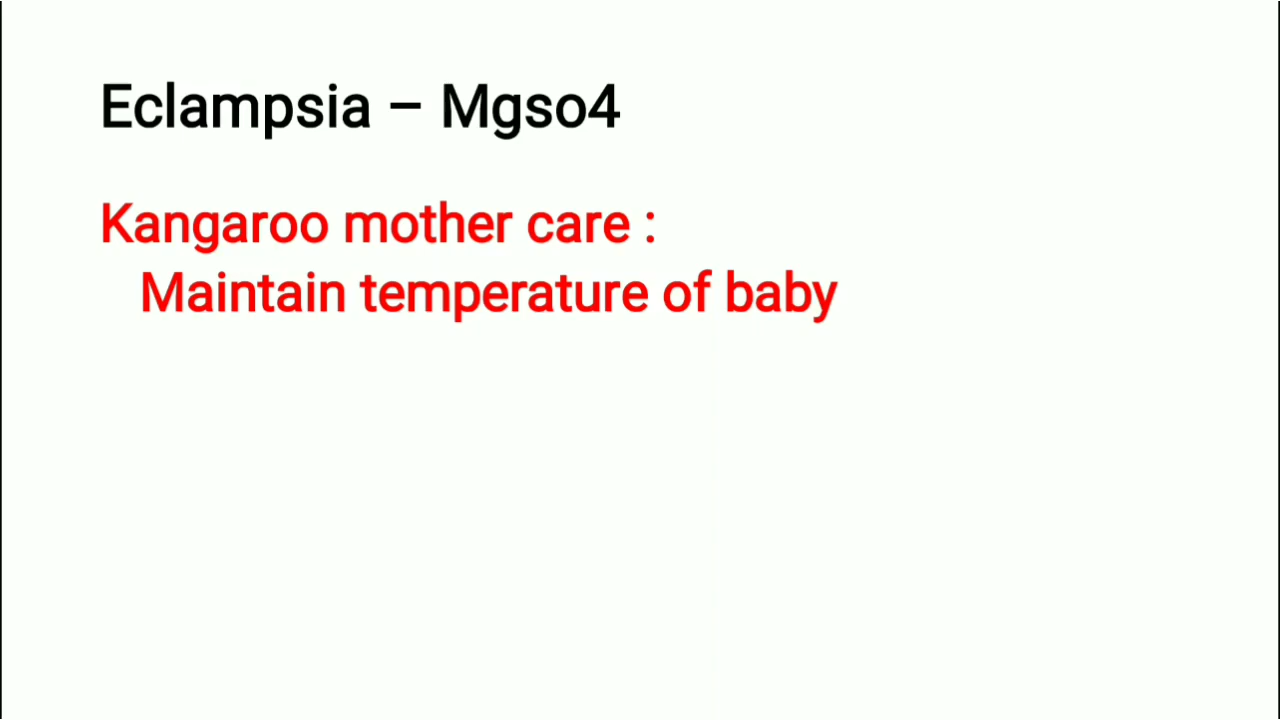 Eclampsia – Mgso4
Kangaroo mother care :
Maintain temperature of baby